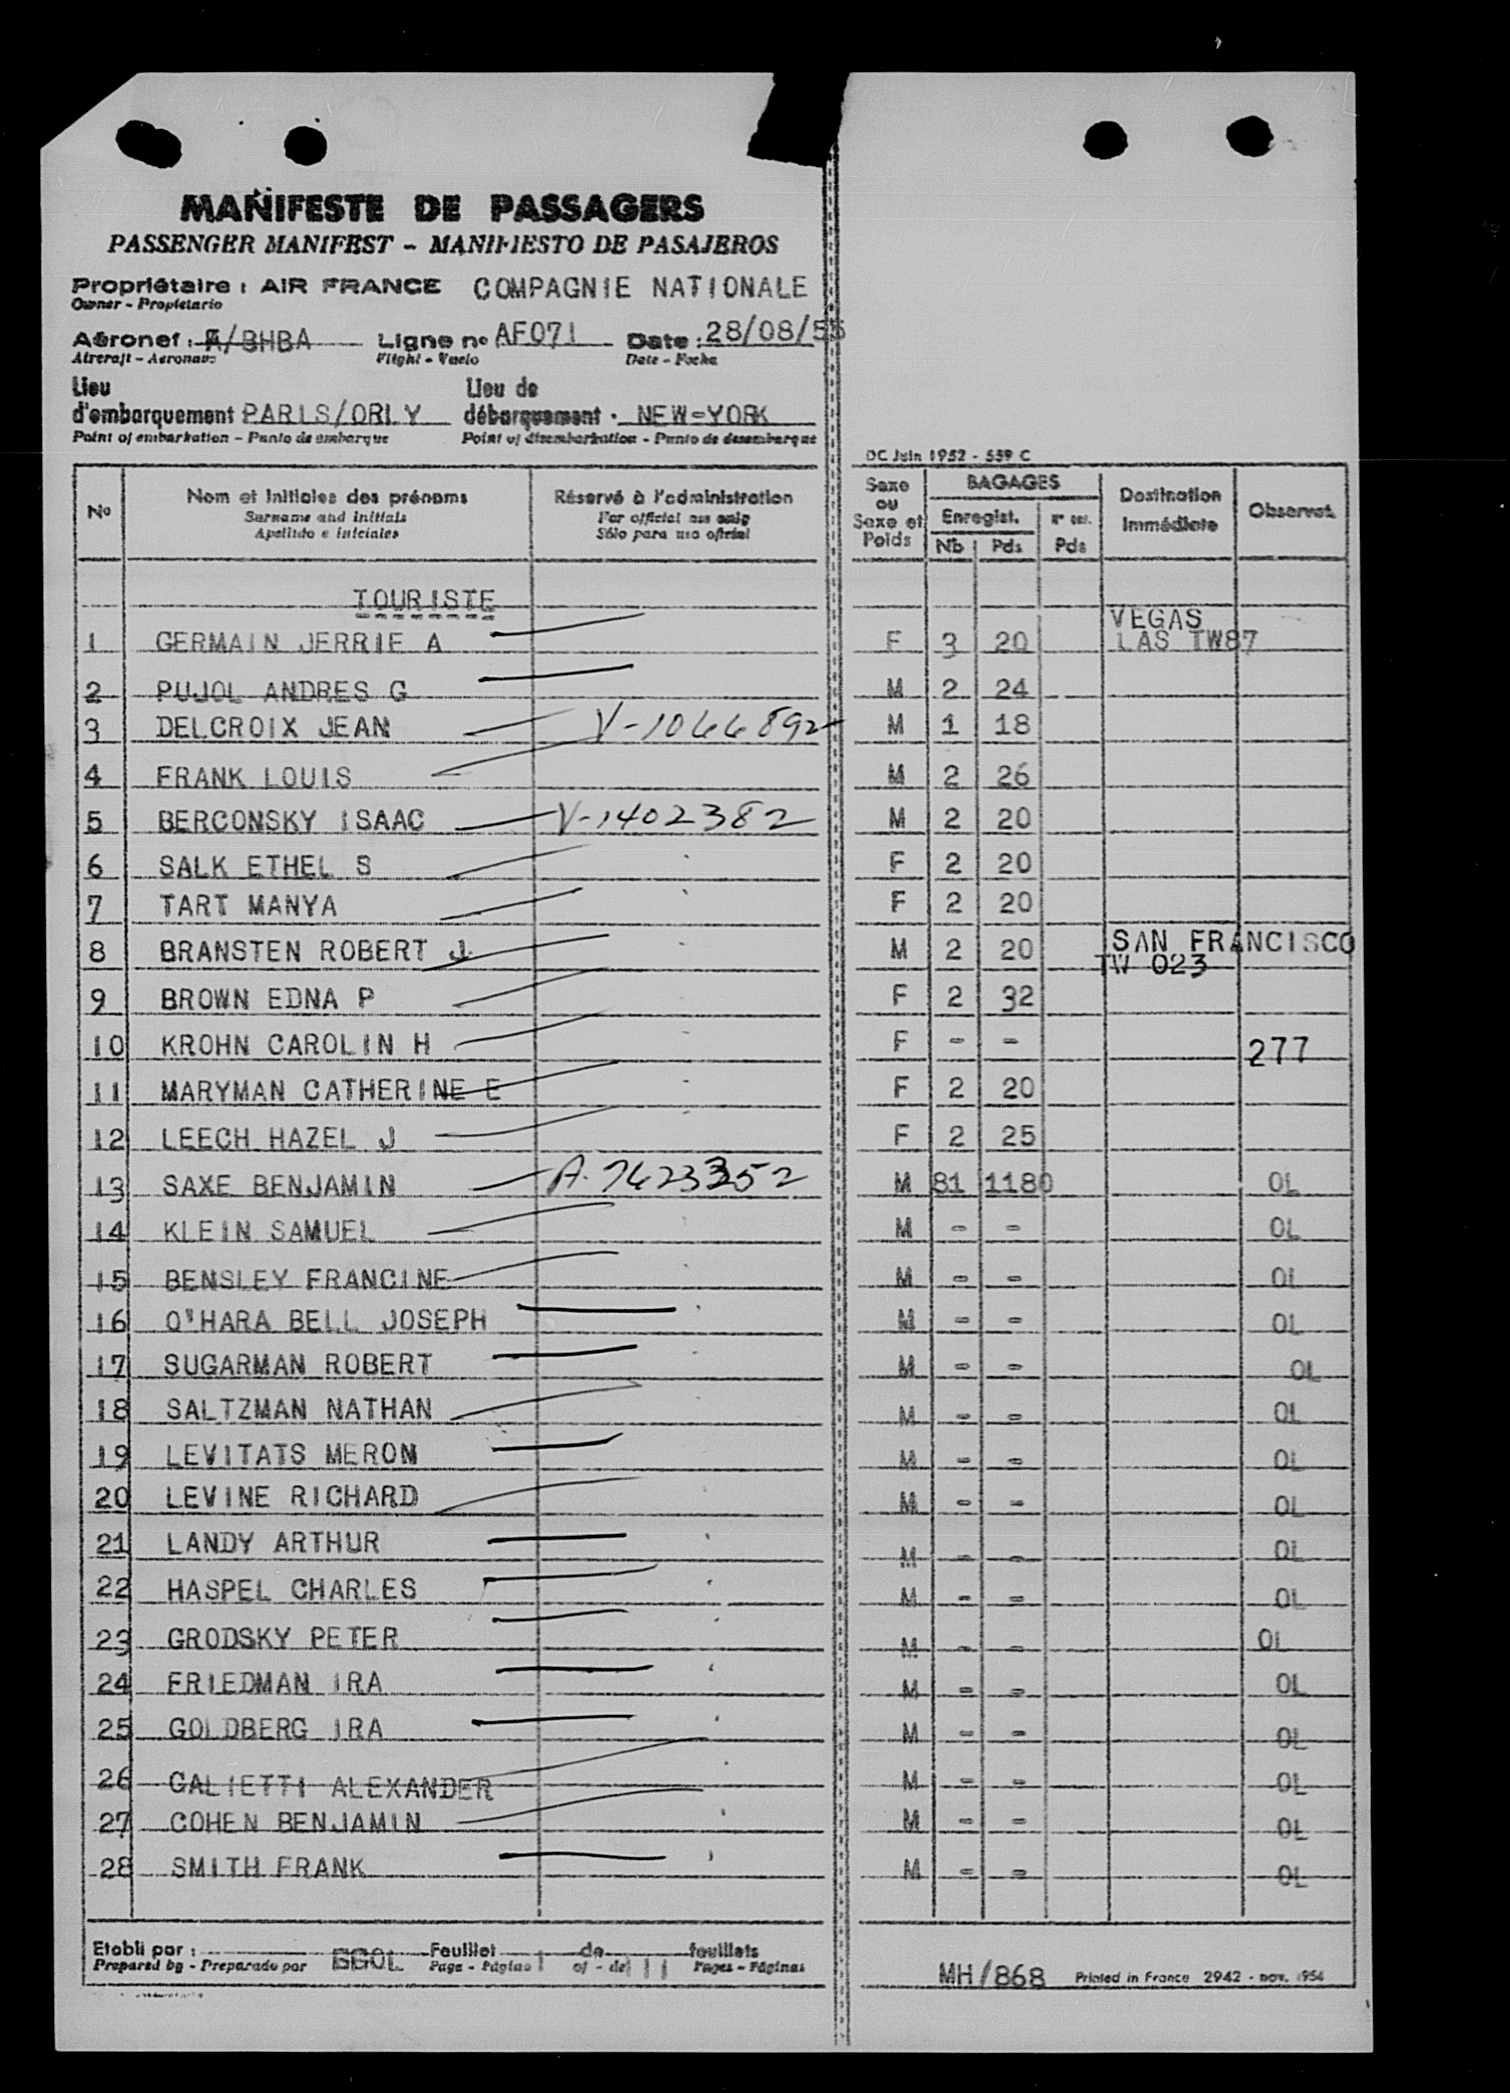 MANIFESTE DE PASSAGERS
PASSENGER MANIFEST - MANIFIESTO DE PASAJEROS
Propriétaire : AIR FRANCE COMPAGNIE NATIONALE
Owner - Propietario
Aéronef : A/BHBA Ligne no AF071 Date : 28/08/55
Aircraft - Aeronave Flight - Vuelo Date - Fecha
Lieu d'embarquement PARIS/ORLY Lieu de débarquement . NEW-YORK
Point of embarkation - Punto de embarque Point of disembarkation - Punto de desembarque
DC Juin 1952 - 559 C
No Nom et initiales des prénoms Réservé à l'administration Sexe ou Sexe et Poids BAGAGES Destination Immédiate Observat.
Surname and initials For official use only Enregist.
Apellido e iniciales Sólo para uso oficial Nb Pds Pds
TOURISTE
1 GERMAIN JERRIE A F 3 20 VEGAS LAS TW87
2 PUJOL ANDRES G M 2 24
3 DELCROIX JEAN V-1066892 M 1 18
4 FRANK LOUIS M 2 26
5 BERCONSKY ISAAC V-1402382 M 2 20
6 SALK ETHEL S F 2 20
7 TART MANYA F 2 20
8 BRANSTEN ROBERT J M 2 20 SAN FRANCISCO TW 023
9 BROWN EDNA P F 2 32
10 KROHN CAROLIN H F - - 277
11 MARYMAN CATHERINE E F 2 20
12 LEECH HAZEL J F 2 25
13 SAXE BENJAMIN A-7623352 M 81 1180 OL
14 KLEIN SAMUEL M - - OL
15 BENSLEY FRANCINE M - - OL
16 O'HARA BELL JOSEPH M - - OL
17 SUGARMAN ROBERT M - - OL
18 SALTZMAN NATHAN M - - OL
19 LEVITATS MERON M - - OL
20 LEVINE RICHARD M - - OL
21 LANDY ARTHUR M - - OL
22 HASPEL CHARLES M - - OL
23 GRODSKY PETER M - - OL
24 FRIEDMAN IRA M - - OL
25 GOLDBERG IRA M - - OL
26 GALIETTI ALEXANDER M - - OL
27 COHEN BENJAMIN M - - OL
28 SMITH FRANK M - - OL
Etabli par : GGOL Feuillet 1 de feuillets
Prepared by - Preparado por Page - Página of - de Pages - Páginas
MH/868 Printed in France 2942 - nov. 1954